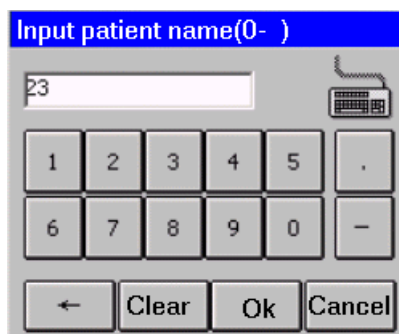 Input patient name(0- )
23
1 2 3 4 5 .
6 7 8 9 0 -
← Clear Ok Cancel